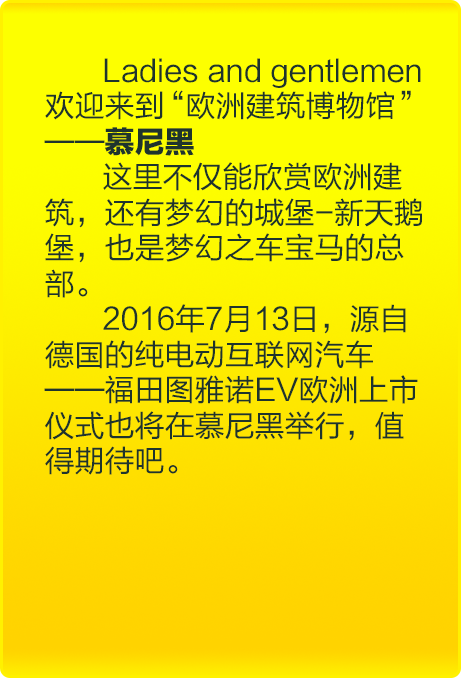 Ladies and gentlemen
欢迎来到“欧洲建筑博物馆”
——慕尼黑
这里不仅能欣赏欧洲建
筑，还有梦幻的城堡-新天鹅
堡，也是梦幻之车宝马的总
部。
2016年7月13日，源自
德国的纯电动互联网汽车
——福田图雅诺EV欧洲上市
仪式也将在慕尼黑举行，值
得期待吧。